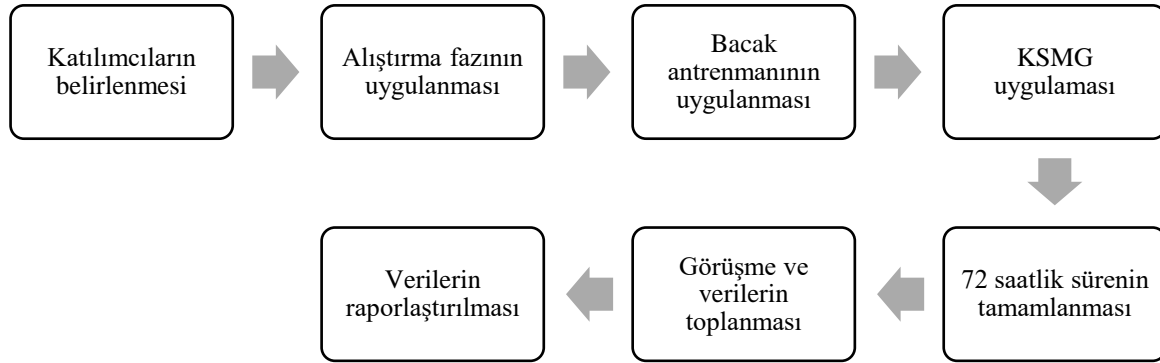 Katılımcıların
belirlenmesi
Alıştırma fazının
uygulanması
Bacak
antrenmanının
uygulanması
KSMG
uygulaması
72 saatlik sürenin
tamamlanması
Görüşme ve
verilerin
toplanması
Verilerin
raporlaştırılması